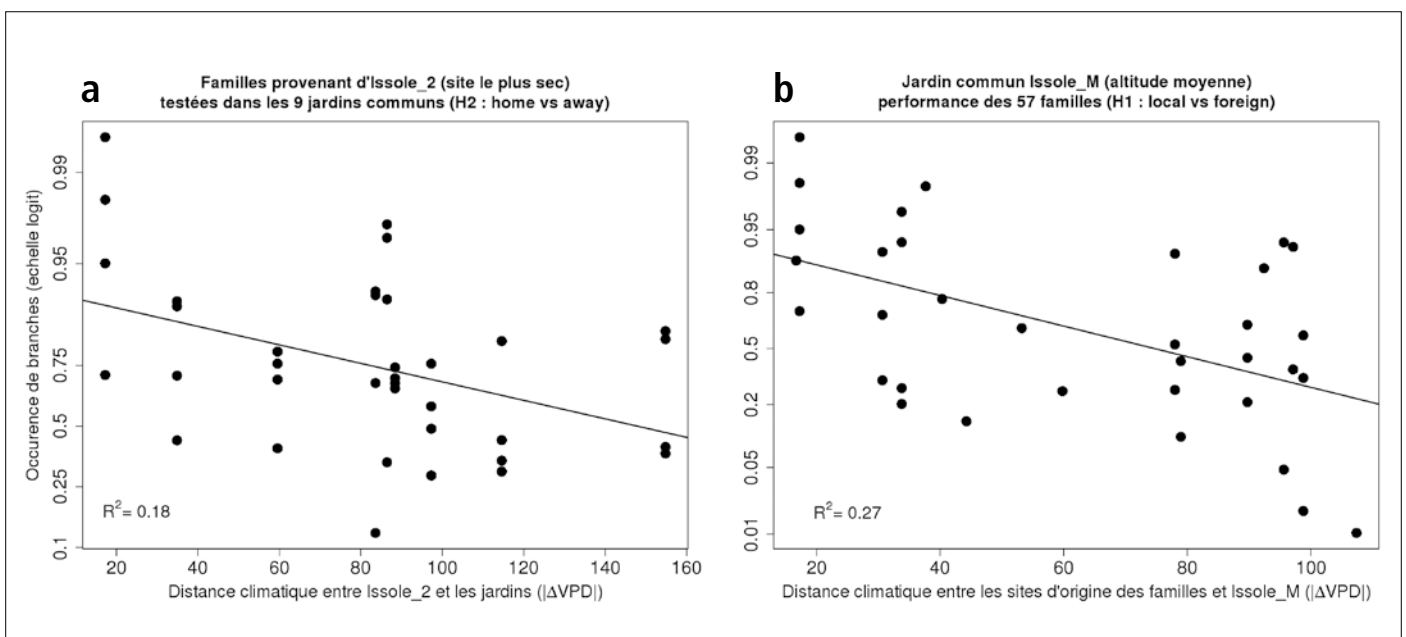 a
Familles provenant d'Issole_2 (site le plus sec)
testées dans les 9 jardins communs (H2 : home vs away)
Occurence de branches (echelle logit)
0.99
0.95
0.75
0.5
0.25
0.1
R²= 0.18
20 40 60 80 100 120 140 160
Distance climatique entre Issole_2 et les jardins (|ΔVPD|)
b
Jardin commun Issole_M (altitude moyenne)
performance des 57 familles (H1 : local vs foreign)
0.99
0.95
0.8
0.5
0.2
0.05
0.01
R²= 0.27
20 40 60 80 100
Distance climatique entre les sites d'origine des familles et Issole_M (|ΔVPD|)